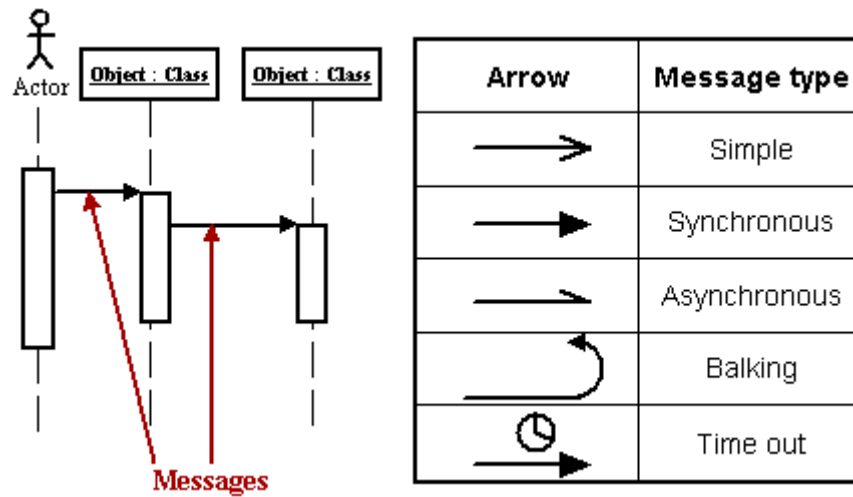 Actor
Object : Class
Object : Class
Messages
Arrow Message type
Simple
Synchronous
Asynchronous
Balking
Time out